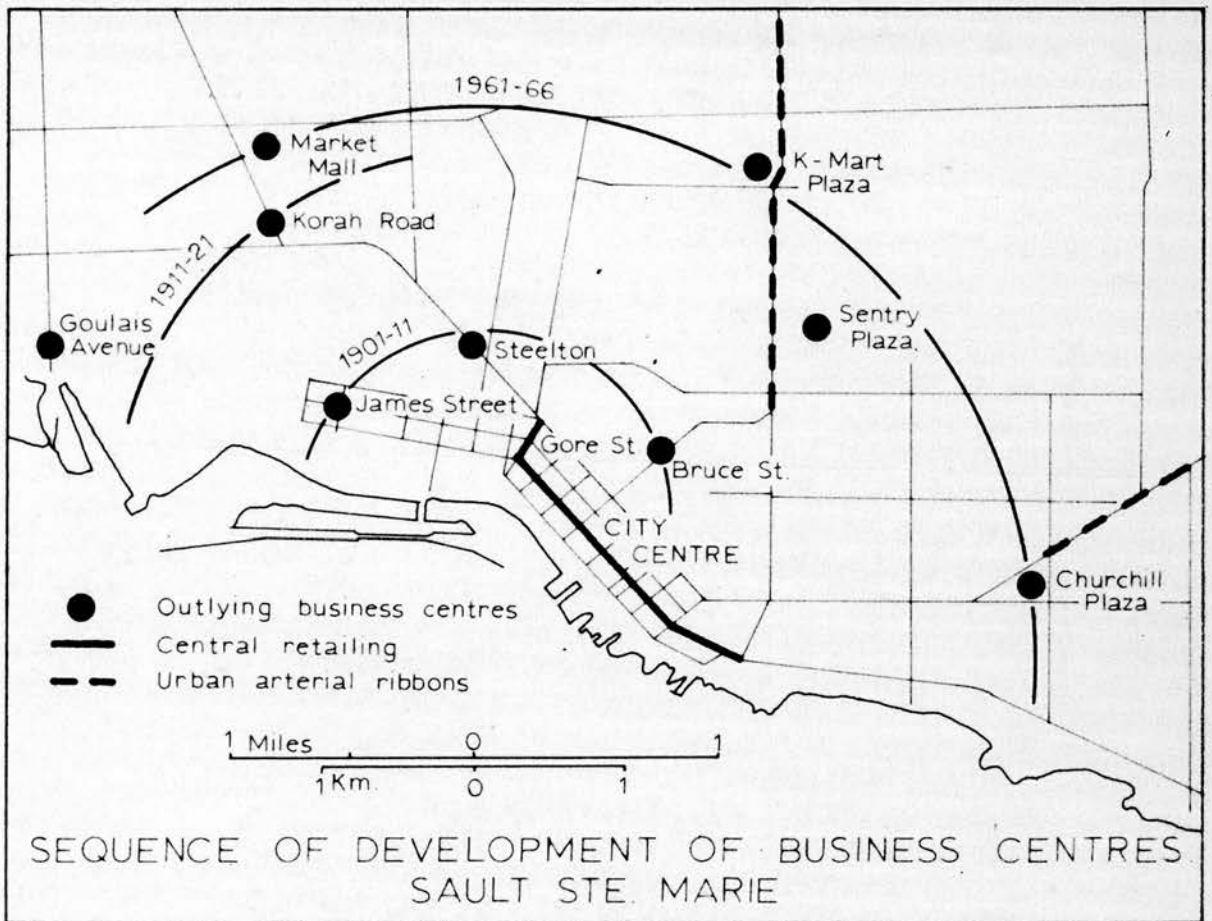 1961-66
Market
Mall
K-Mart
Plaza
Korah Road
1911-21
Goulais
Avenue
1901-11
Steelton
Sentry
Plaza
James Street
Gore St.
Bruce St.
CITY
CENTRE
Churchill
Plaza
Outlying business centres
Central retailing
Urban arterial ribbons
1 Miles 0 1
1 Km. 0 1
SEQUENCE OF DEVELOPMENT OF BUSINESS CENTRES
SAULT STE. MARIE